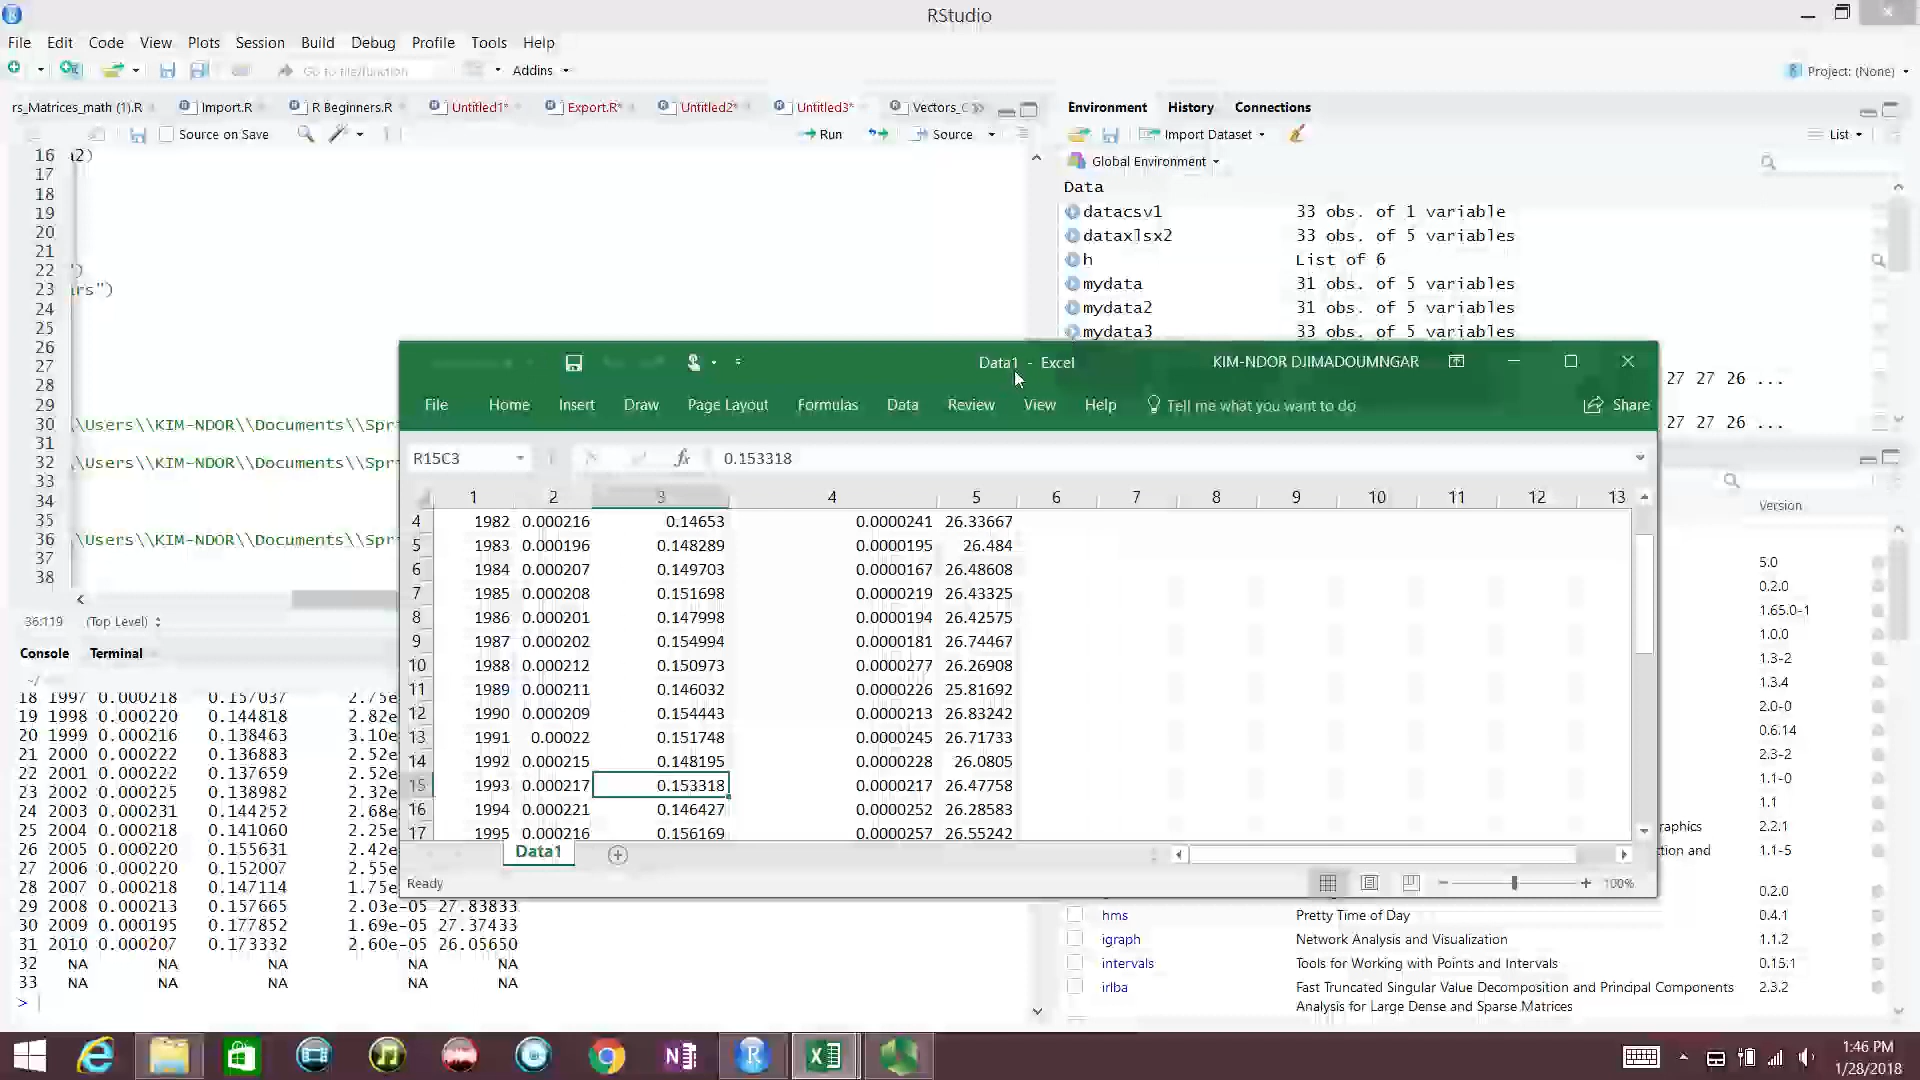 RStudio
File Edit Code View Plots Session Build Debug Profile Tools Help
Go to file/function Addins Project: (None)
rs_Matrices_math (1).R Import.R R Beginners.R Untitled1* Export.R* Untitled2* Untitled3* Vectors_
Source on Save Run Source
16 a2)
17
18
19
20
21
22 ")
23 ars")
24
25
26
27
28
29
30 \\Users\\KIM-NDOR\\Documents\\Spr
31
32 \\Users\\KIM-NDOR\\Documents\\Spr
33
34
35
36 \\Users\\KIM-NDOR\\Documents\\Spr
37
38
36:119 (Top Level)
Console Terminal
~/
18 1997 0.000218 0.157037 2.75e
19 1998 0.000220 0.144818 2.82e
20 1999 0.000216 0.138463 3.10e
21 2000 0.000222 0.136883 2.52e
22 2001 0.000222 0.137659 2.52e
23 2002 0.000225 0.138982 2.32e
24 2003 0.000231 0.144252 2.68e
25 2004 0.000218 0.141060 2.25e
26 2005 0.000220 0.155631 2.42e
27 2006 0.000220 0.152007 2.55e
28 2007 0.000218 0.147114 1.75e
29 2008 0.000213 0.157665 2.03e-05 27.83833
30 2009 0.000195 0.177852 1.69e-05 27.37433
31 2010 0.000207 0.173332 2.60e-05 26.05650
32 NA NA NA NA NA
33 NA NA NA NA NA
>
Environment History Connections
Import Dataset List
Global Environment
Data
datacsv1 33 obs. of 1 variable
dataxlsx2 33 obs. of 5 variables
h List of 6
mydata 31 obs. of 5 variables
mydata2 31 obs. of 5 variables
mydata3 33 obs. of 5 variables
27 27 26 ...
27 27 26 ...
Data1 - Excel KIM-NDOR DJIMADOUMNGAR
File Home Insert Draw Page Layout Formulas Data Review View Help Tell me what you want to do Share
R15C3 fx 0.153318
1 2 3 4 5 6 7 8 9 10 11 12 13
4 1982 0.000216 0.14653 0.0000241 26.33667
5 1983 0.000196 0.148289 0.0000195 26.484
6 1984 0.000207 0.149703 0.0000167 26.48608
7 1985 0.000208 0.151698 0.0000219 26.43325
8 1986 0.000201 0.147998 0.0000194 26.42575
9 1987 0.000202 0.154994 0.0000181 26.74467
10 1988 0.000212 0.150973 0.0000277 26.26908
11 1989 0.000211 0.146032 0.0000226 25.81692
12 1990 0.000209 0.154443 0.0000213 26.83242
13 1991 0.00022 0.151748 0.0000245 26.71733
14 1992 0.000215 0.148195 0.0000228 26.0805
15 1993 0.000217 0.153318 0.0000217 26.47758
16 1994 0.000221 0.146427 0.0000252 26.28583
17 1995 0.000216 0.156169 0.0000257 26.55242
Data1
Ready 100%
Version
5.0
0.2.0
1.65.0-1
1.0.0
1.3-2
1.3.4
2.0-0
0.6.14
2.3-2
1.1-0
1.1
raphics 2.2.1
tion and 1.1-5
0.2.0
hms Pretty Time of Day 0.4.1
igraph Network Analysis and Visualization 1.1.2
intervals Tools for Working with Points and Intervals 0.15.1
irlba Fast Truncated Singular Value Decomposition and Principal Components 2.3.2
Analysis for Large Dense and Sparse Matrices
1:46 PM
1/28/2018